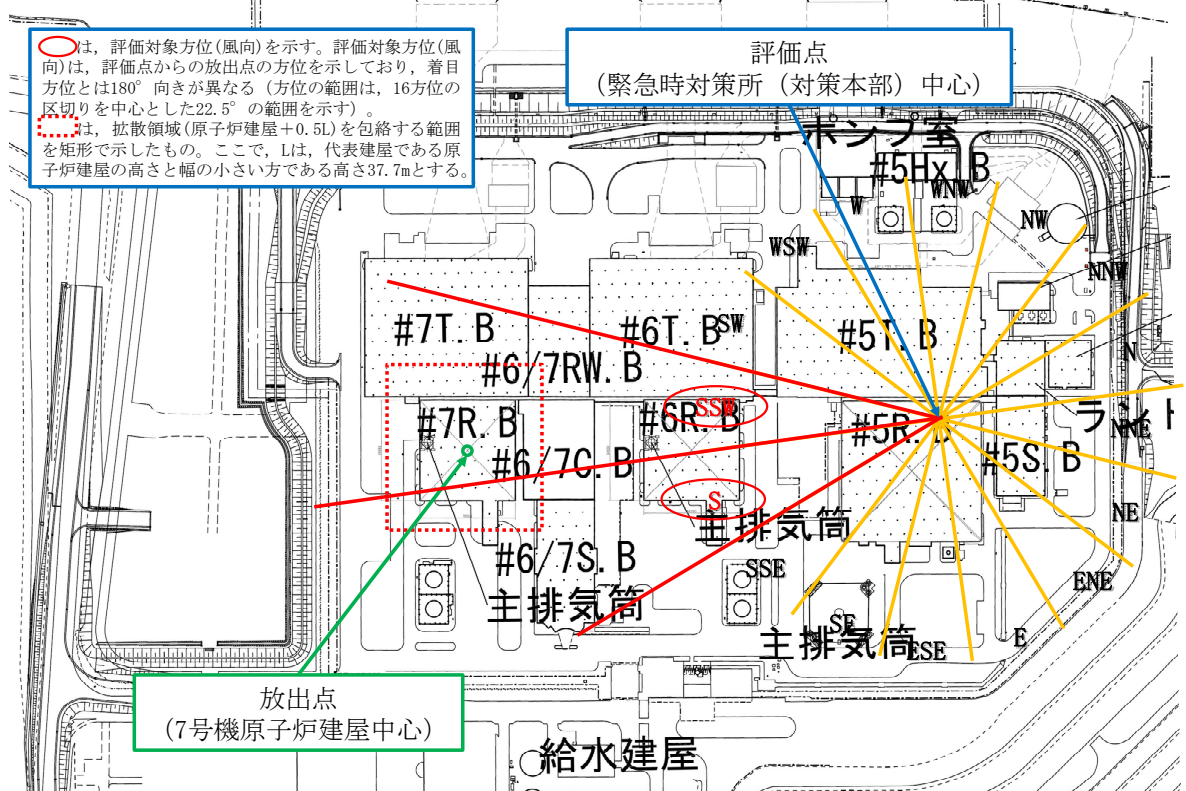 は，評価対象方位(風向)を示す。評価対象方位(風
向)は，評価点からの放出点の方位を示しており，着目
方位とは180°向きが異なる（方位の範囲は，16方位の
区切りを中心とした22.5°の範囲を示す）。
は，拡散領域(原子炉建屋＋0.5L)を包絡する範囲
を矩形で示したもの。ここで，Lは，代表建屋である原
子炉建屋の高さと幅の小さい方である高さ37.7mとする。
評価点
（緊急時対策所（対策本部）中心）
ポンプ室
#5Hx/B
WNW
W
NW
WSW
NNW
#7T.B
#6T.B
SW
#5T.B
N
#6/7RW.B
SSW
#7R.B
#6R.B
#5R.B
ランド
NNE
#6/7C.B
#5S.B
S
NE
主排気筒
#6/7S.B
SSE
ENE
主排気筒
SE
主排気筒
ESE
E
放出点
（7号機原子炉建屋中心）
給水建屋